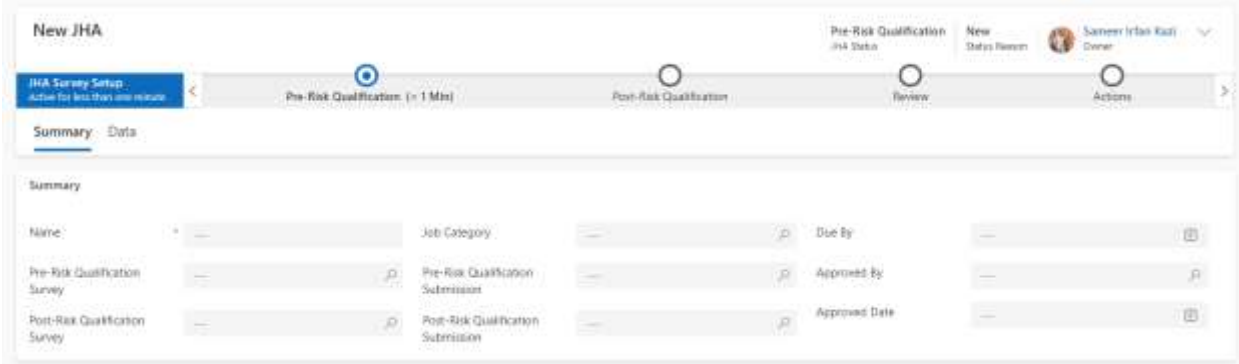 New JHA
Pre-Risk Qualification
JHA Status
New
Status Reason
Sameer Irfan Kazi
Owner
JHA Survey Setup
Active for less than one minute
Pre-Risk Qualification (< 1 Min)
Post-Risk Qualification
Review
Actions
Summary Data
Summary
Name * ---
Job Category ---
Due By ---
Pre-Risk Qualification
Survey ---
Pre-Risk Qualification
Submission ---
Approved By ---
Post-Risk Qualification
Survey ---
Post-Risk Qualification
Submission ---
Approved Date ---